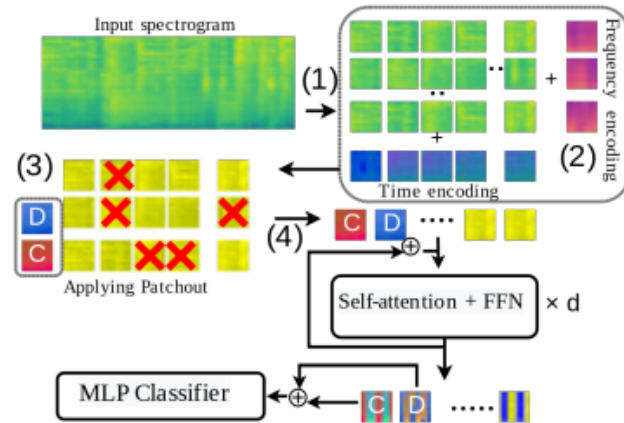 Input spectrogram
(1)
+
Frequency encoding
(2)
+
Time encoding
(3)
D
C
Applying Patchout
(4)
C D
+
Self-attention + FFN × d
MLP Classifier
+
C D